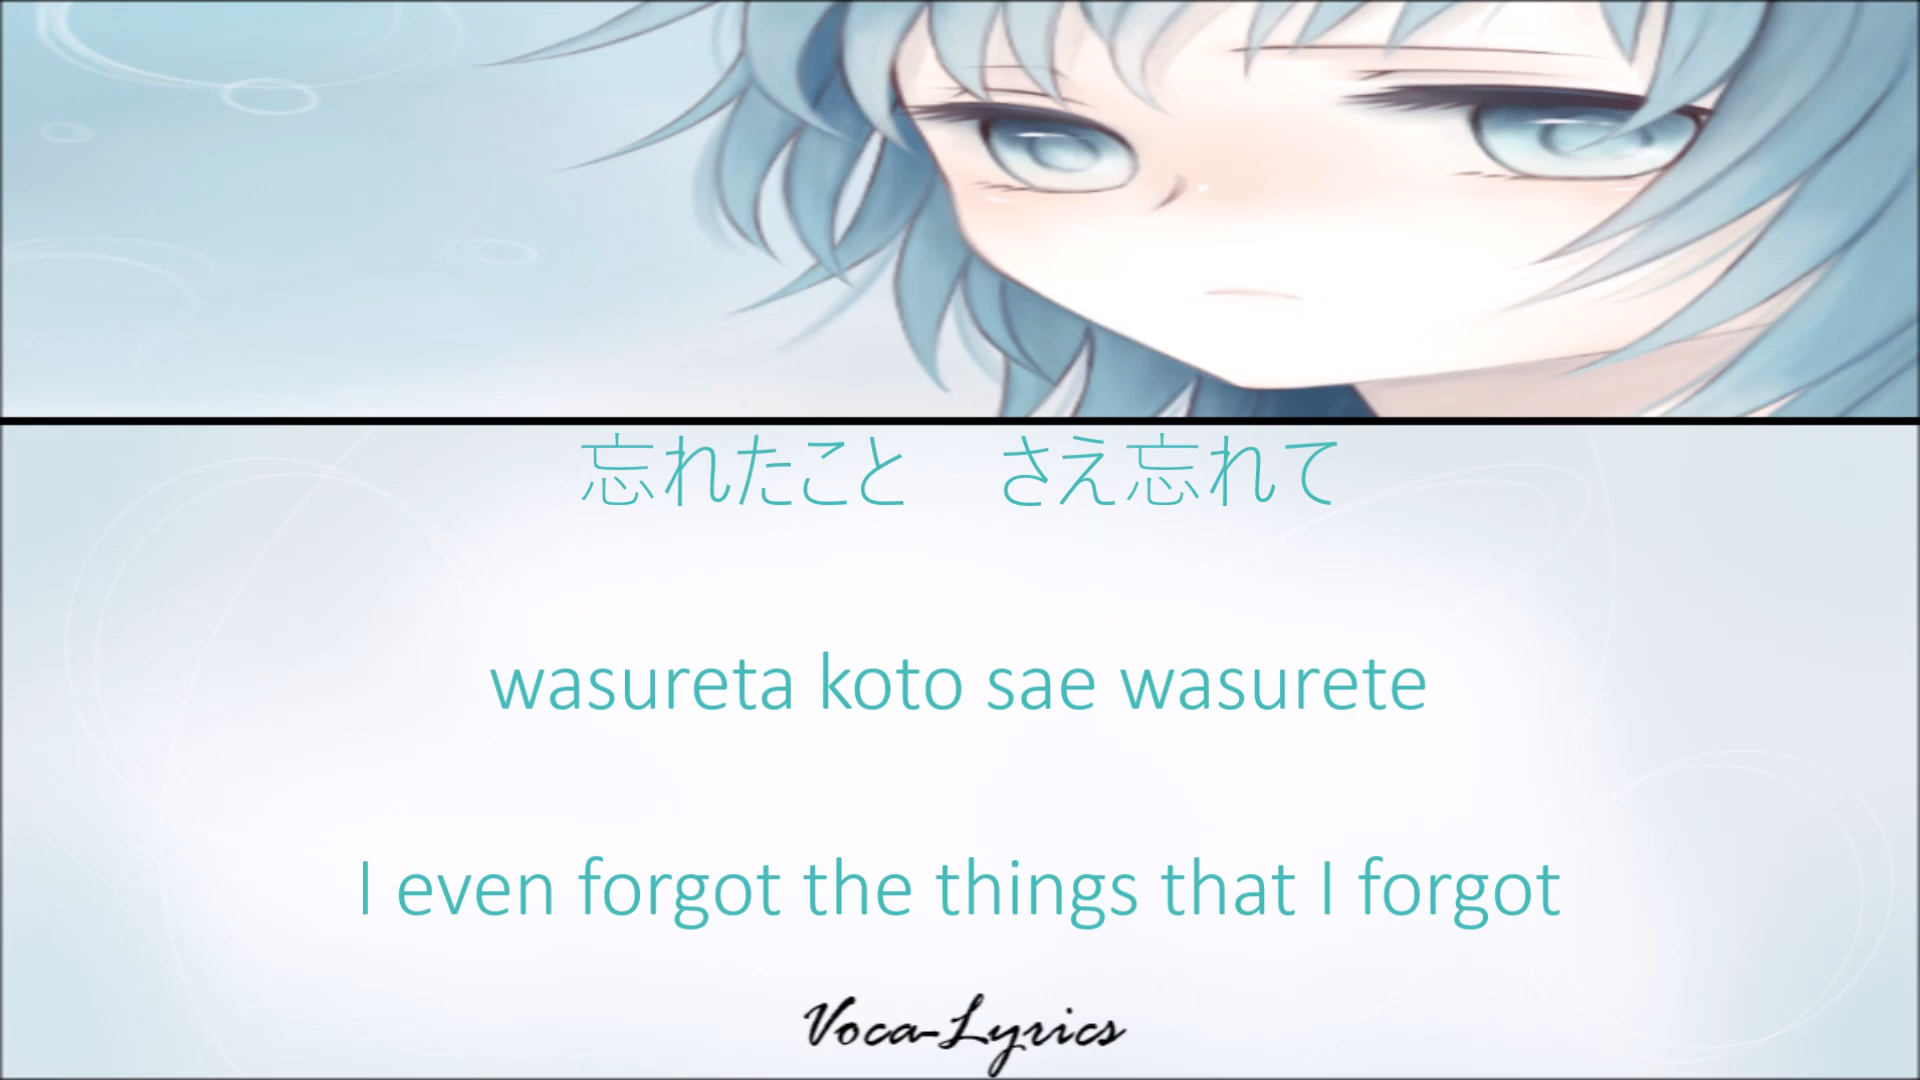 忘れたこと　さえ忘れて
wasureta koto sae wasurete
I even forgot the things that I forgot
Voca-Lyrics